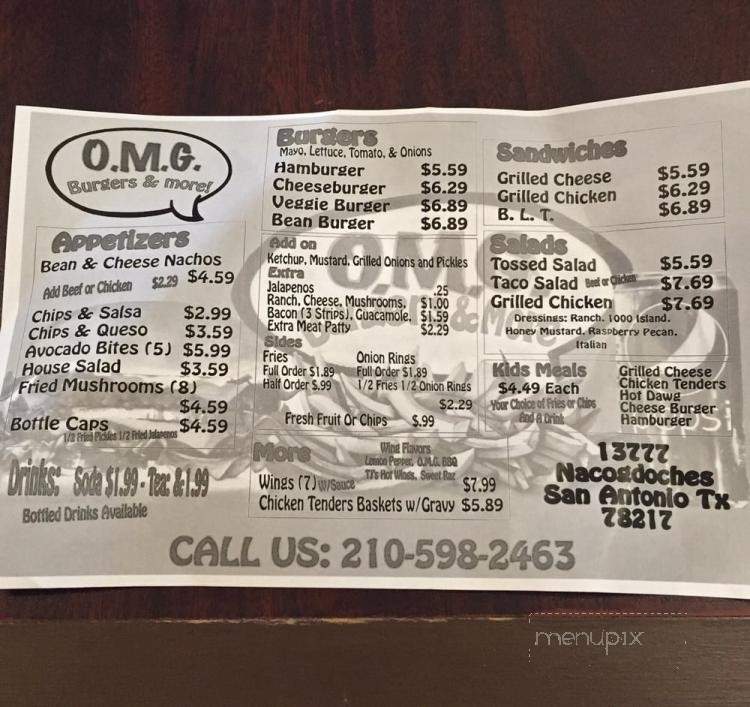 O.M.G.
Burgers & more!
Appetizers
Bean & Cheese Nachos
Add Beef or Chicken $2.29 $4.59
Chips & Salsa $2.99
Chips & Queso $3.59
Avocado Bites (5) $5.99
House Salad $3.59
Fried Mushrooms (8)
$4.59
Bottle Caps $4.59
1/2 Fried Pickles 1/2 Fried Jalapenos
Drinks: Soda $1.99 - Tea: &1.99
Bottled Drinks Available
Burgers
Mayo, Lettuce, Tomato, & Onions
Hamburger $5.59
Cheeseburger $6.29
Veggie Burger $6.89
Bean Burger $6.89
Add on
Ketchup, Mustard, Grilled Onions and Pickles
Extra
Jalapenos .25
Ranch, Cheese, Mushrooms, $1.00
Bacon (3 Strips), Guacamole, $1.59
Extra Meat Patty $2.29
Sides
Fries Onion Rings
Full Order $1.89 Full Order $1.89
Half Order $.99 1/2 Fries 1/2 Onion Rings
$2.29
Fresh Fruit Or Chips $.99
More
Wing Flavors
Lemon Pepper, O.M.G. BBQ
TJ's Hot Wings, Sweet Raz
Wings (7) w/Sauce $7.99
Chicken Tenders Baskets w/Gravy $5.89
Sandwiches
Grilled Cheese $5.59
Grilled Chicken $6.29
B. L. T. $6.89
Salads
Tossed Salad $5.59
Taco Salad Beef or Chicken $7.69
Grilled Chicken $7.69
Dressings: Ranch, 1000 Island,
Honey Mustard, Raspberry Pecan,
Italian
Kids Meals
$4.49 Each
Your Choice of Fries or Chips
And A Drink
Grilled Cheese
Chicken Tenders
Hot Dawg
Cheese Burger
Hamburger
13777
Nacogdoches
San Antonio Tx
78217
CALL US: 210-598-2463
menupix